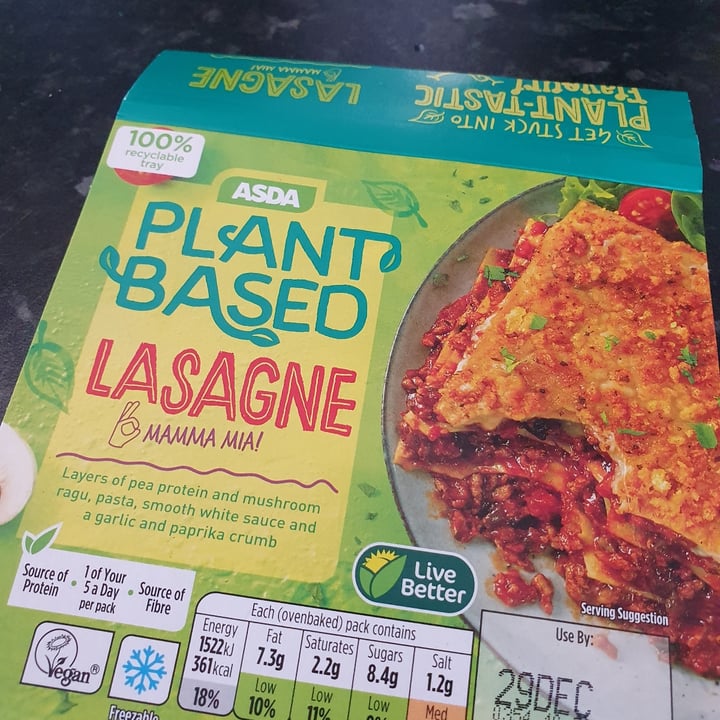 LASAGNE
MAMMA MIA!
GET STUCK INTO
PLANT-TASTIC
Flavour!
100%
recyclable
tray
ASDA
PLANT
BASED
LASAGNE
MAMMA MIA!
Layers of pea protein and mushroom
ragu, pasta, smooth white sauce and
a garlic and paprika crumb
Source of
Protein
•
1 of Your
5 a Day
per pack
•
Source of
Fibre
Live
Better
Serving Suggestion
Vegan®
Freezable
Each (ovenbaked) pack contains
Energy
1522kJ
361kcal
18%
Fat
7.3g
Low
10%
Saturates
2.2g
Low
11%
Sugars
8.4g
Low
Salt
1.2g
Med
Use By:
29DEC